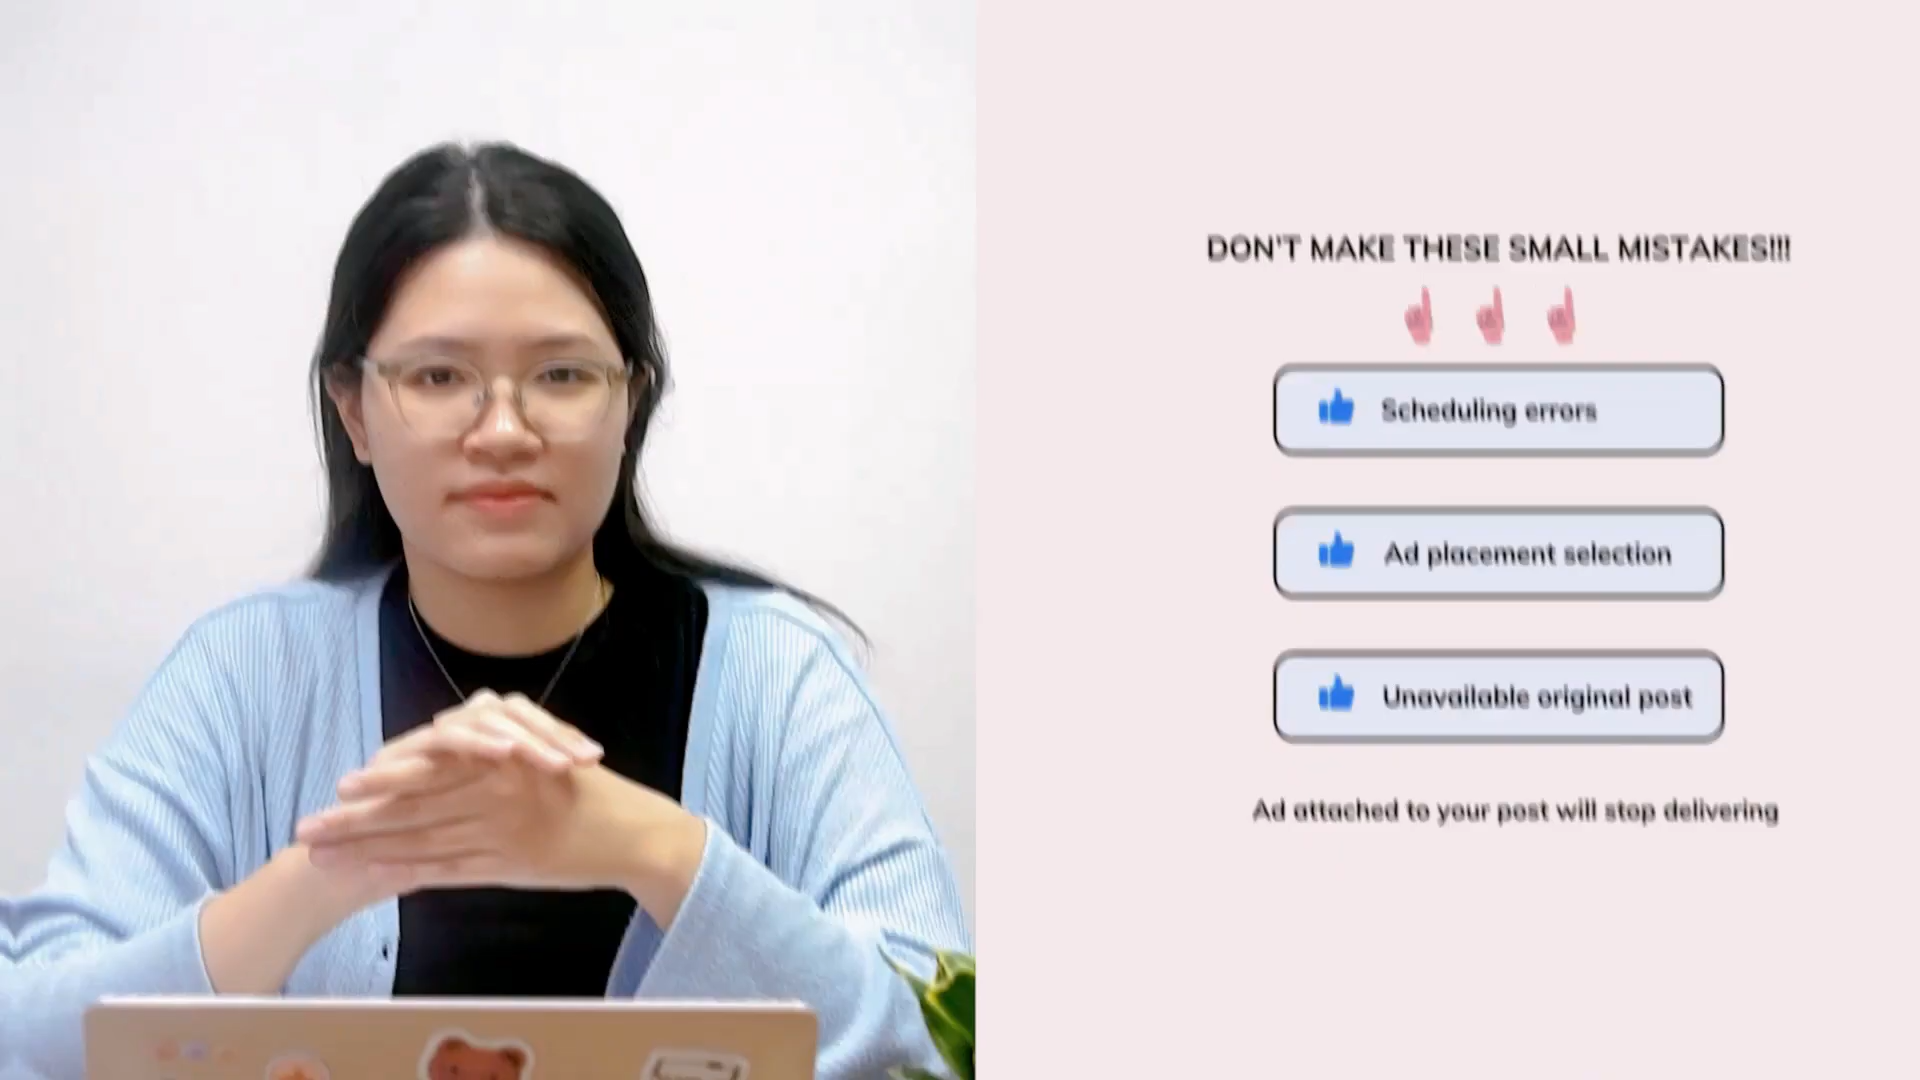 DON'T MAKE THESE SMALL MISTAKES!!!
Scheduling errors
Ad placement selection
Unavailable original post
Ad attached to your post will stop delivering